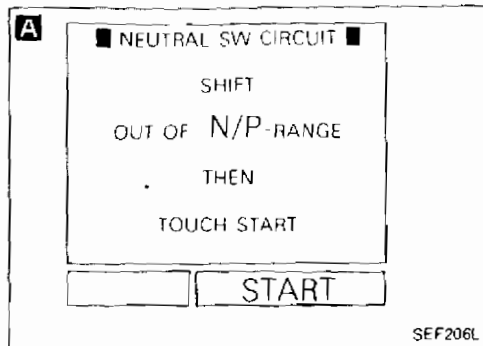 A
■ NEUTRAL SW CIRCUIT ■
SHIFT
OUT OF N/P-RANGE
THEN
TOUCH START
START
SEF206L